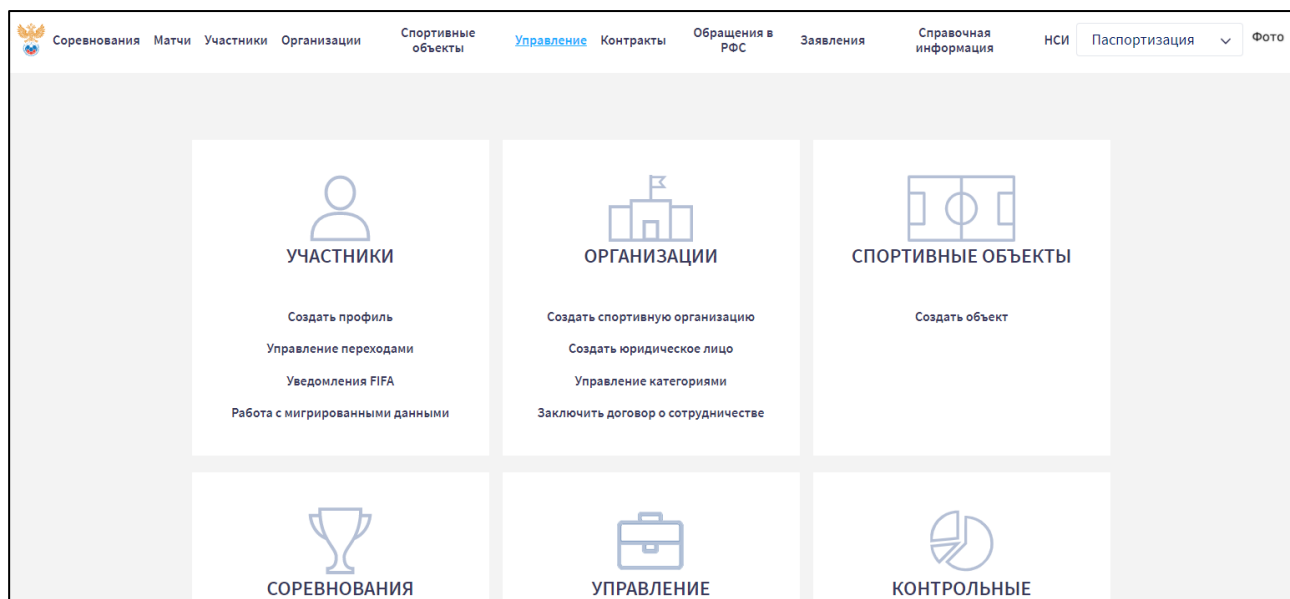 Соревнования Матчи Участники Организации Спортивные объекты Управление Контракты Обращения в РФС Заявления Справочная информация НСИ Паспортизация Фото
УЧАСТНИКИ
Создать профиль
Управление переходами
Уведомления FIFA
Работа с мигрированными данными
ОРГАНИЗАЦИИ
Создать спортивную организацию
Создать юридическое лицо
Управление категориями
Заключить договор о сотрудничестве
СПОРТИВНЫЕ ОБЪЕКТЫ
Создать объект
СОРЕВНОВАНИЯ
УПРАВЛЕНИЕ
КОНТРОЛЬНЫЕ